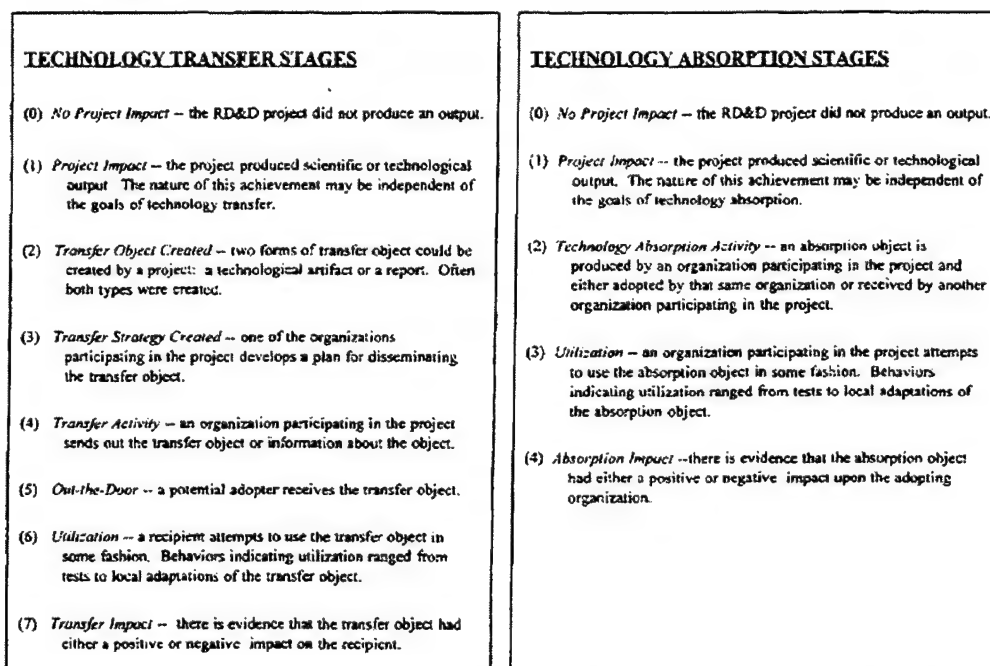 TECHNOLOGY TRANSFER STAGES
(0) No Project Impact -- the RD&D project did not produce an output.
(1) Project Impact -- the project produced scientific or technological
output The nature of this achievement may be independent of
the goals of technology transfer.
(2) Transfer Object Created -- two forms of transfer object could be
created by a project: a technological artifact or a report. Often
both types were created.
(3) Transfer Strategy Created -- one of the organizations
participating in the project develops a plan for disseminating
the transfer object.
(4) Transfer Activity -- an organization participating in the project
sends out the transfer object or information about the object.
(5) Out-the-Door -- a potential adopter receives the transfer object.
(6) Utilization -- a recipient attempts to use the transfer object in
some fashion. Behaviors indicating utilization ranged from
tests to local adaptations of the transfer object.
(7) Transfer Impact -- there is evidence that the transfer object had
either a positive or negative impact on the recipient.
TECHNOLOGY ABSORPTION STAGES
(0) No Project Impact -- the RD&D project did not produce an output.
(1) Project Impact -- the project produced scientific or technological
output. The nature of this achievement may be independent of
the goals of technology absorption.
(2) Technology Absorption Activity -- an absorption object is
produced by an organization participating in the project and
either adopted by that same organization or received by another
organization participating in the project.
(3) Utilization -- an organization participating in the project attempts
to use the absorption object in some fashion. Behaviors
indicating utilization ranged from tests to local adaptations of
the absorption object.
(4) Absorption Impact --there is evidence that the absorption object
had either a positive or negative impact upon the adopting
organization.